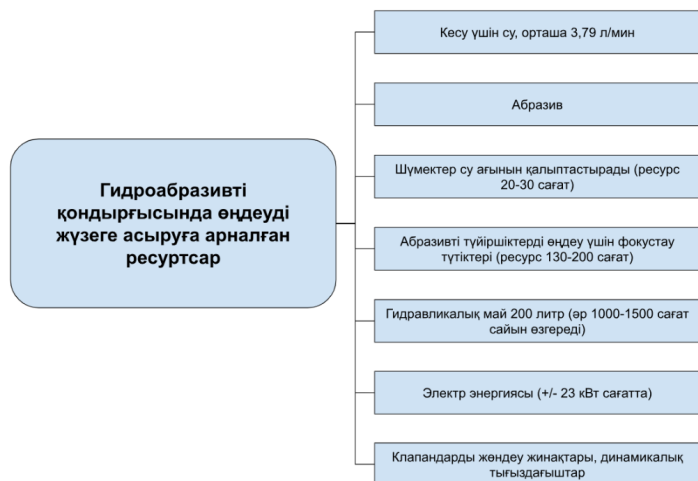 Кесу үшін су, орташа 3,79 л/мин
Абразив
Гидроабразивті
қондырғысында өңдеуді
жүзеге асыруға арналған
ресуртсар
Шүмектер су ағынын қалыптастырады (ресурс
20-30 сағат)
Абразивті түйіршіктерді өңдеу үшін фокустау
түтіктері (ресурс 130-200 сағат)
Гидравликалық май 200 литр (әр 1000-1500 сағат
сайын өзгереді)
Электр энергиясы (+/- 23 кВт сағатта)
Клапандарды жөндеу жинақтары, динамикалық
тығыздағыштар